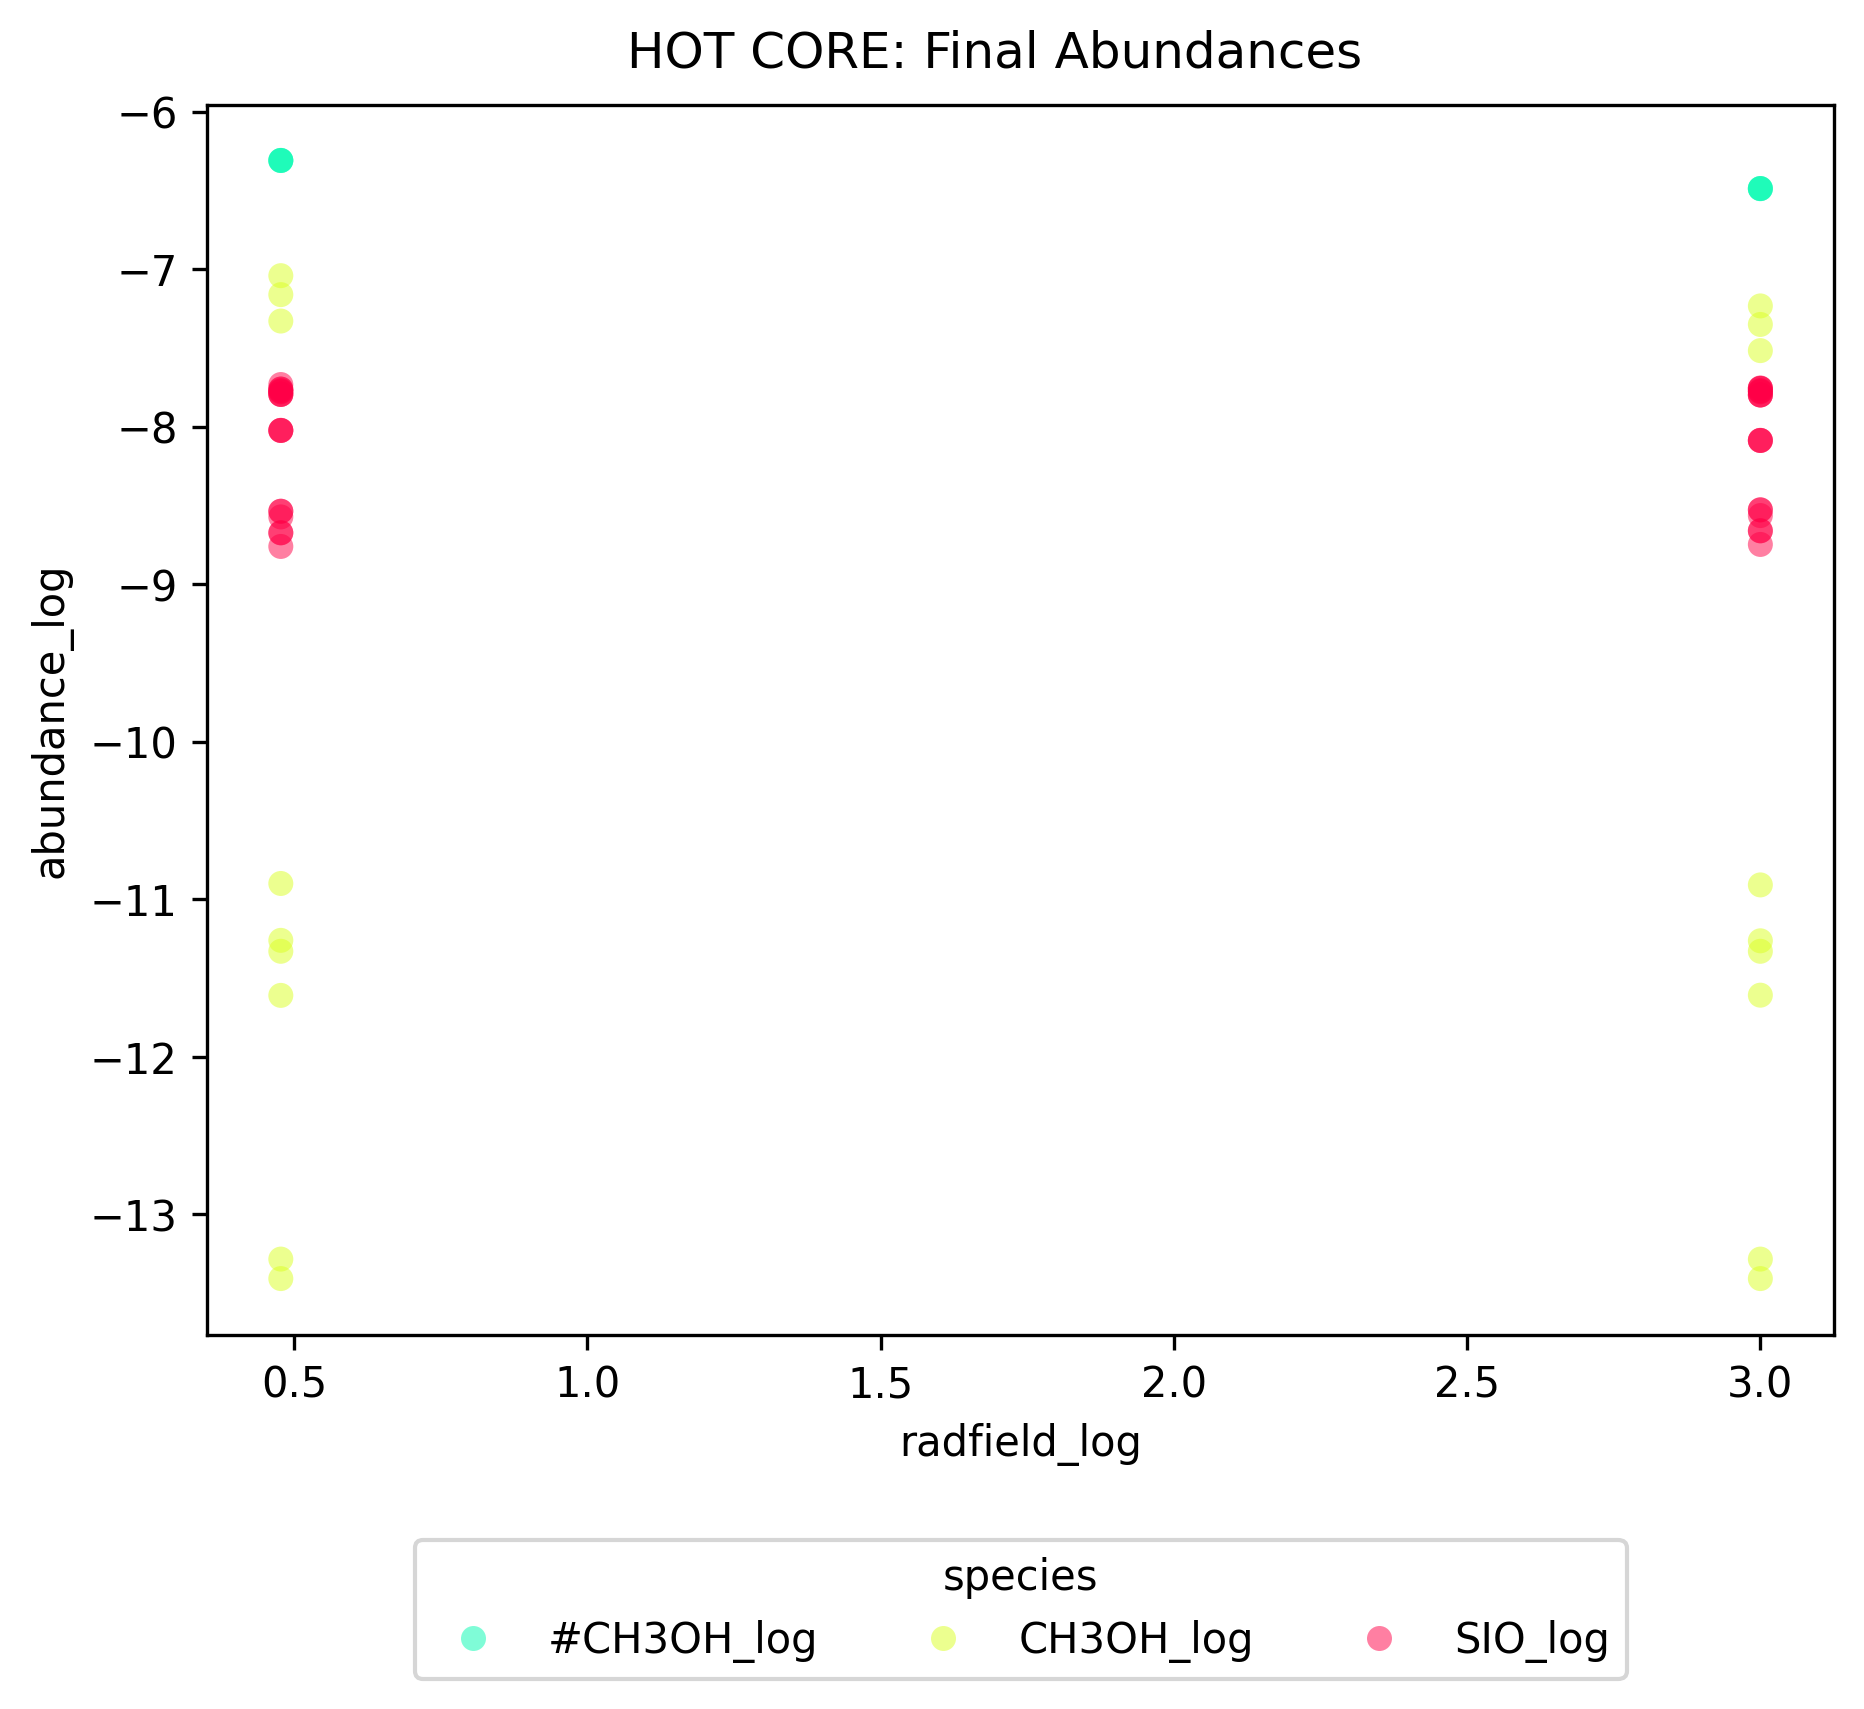 HOT CORE: Final Abundances
−6
−7
−8
−9
−10
−11
−12
−13
abundance_log
0.5 1.0 1.5 2.0 2.5 3.0
radfield_log
species
#CH3OH_log CH3OH_log SIO_log